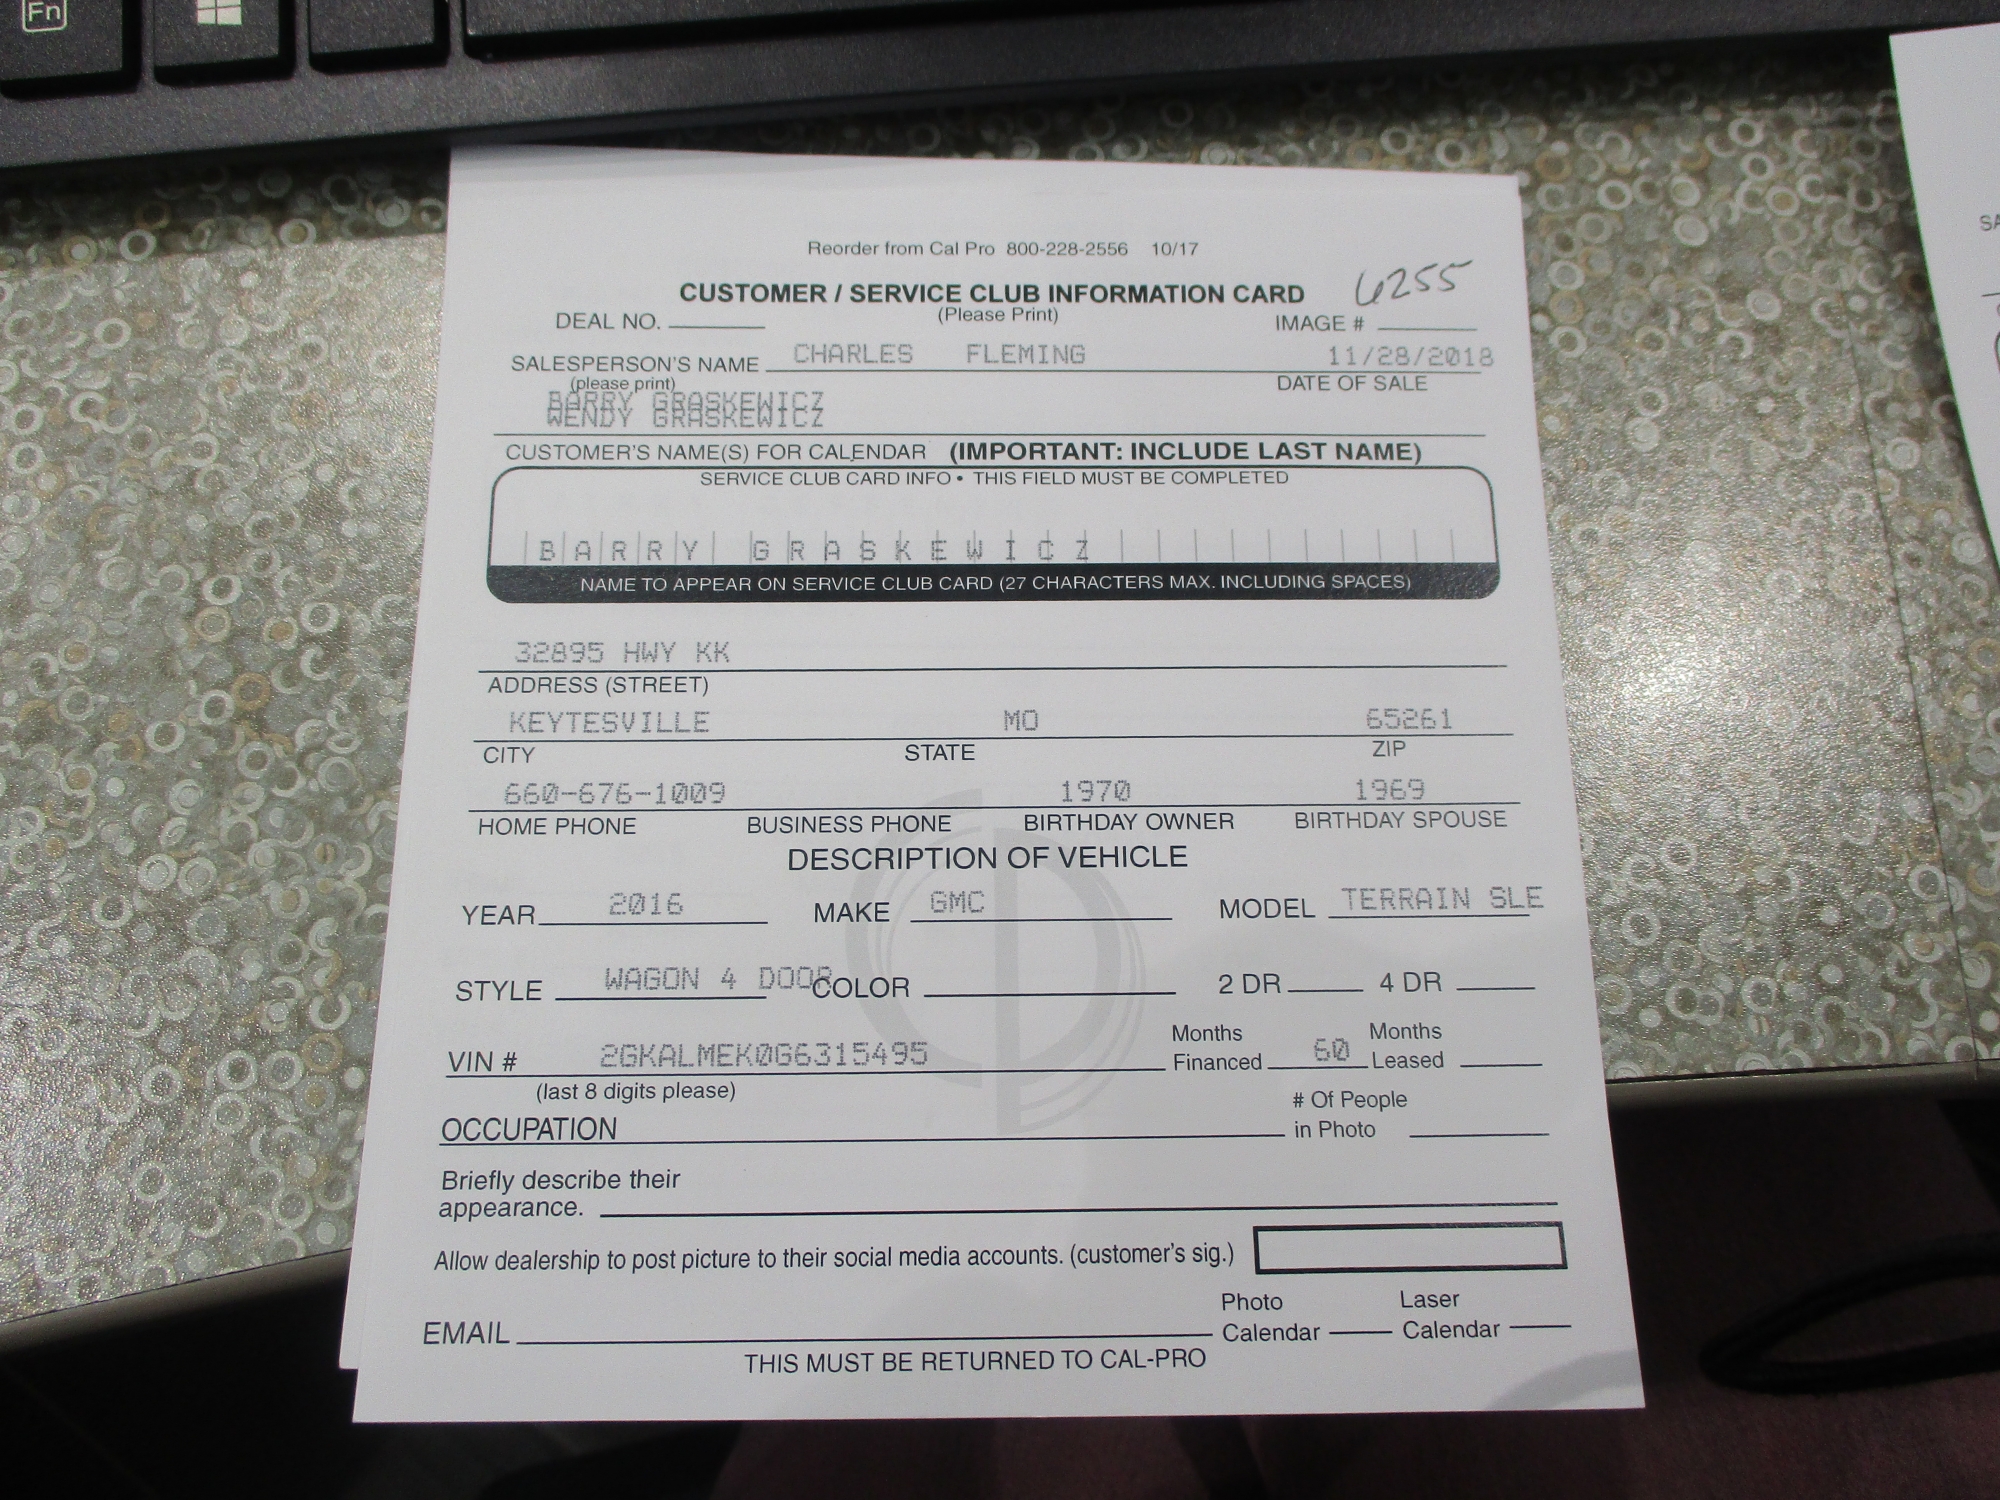 Fn
Reorder from Cal Pro 800-228-2556 10/17
CUSTOMER / SERVICE CLUB INFORMATION CARD 6255
(Please Print)
DEAL NO. IMAGE #
SALESPERSON'S NAME CHARLES FLEMING 11/28/2018
(please print) DATE OF SALE
BARRY GRASKEWICZ
WENDY GRASKEWICZ
CUSTOMER'S NAME(S) FOR CALENDAR (IMPORTANT: INCLUDE LAST NAME)
SERVICE CLUB CARD INFO • THIS FIELD MUST BE COMPLETED
BARRY GRASKEWICZ
NAME TO APPEAR ON SERVICE CLUB CARD (27 CHARACTERS MAX. INCLUDING SPACES)
32895 HWY KK
ADDRESS (STREET)
KEYTESVILLE MO 65261
CITY STATE ZIP
660-676-1009 1970 1969
HOME PHONE BUSINESS PHONE BIRTHDAY OWNER BIRTHDAY SPOUSE
DESCRIPTION OF VEHICLE
YEAR 2016 MAKE GMC MODEL TERRAIN SLE
STYLE WAGON 4 DOOR COLOR 2 DR 4 DR
Months Months
VIN # 2GKALMEK0G6315495 Financed 60 Leased
(last 8 digits please) # Of People
OCCUPATION in Photo
Briefly describe their
appearance.
Allow dealership to post picture to their social media accounts. (customer's sig.)
Photo Laser
EMAIL Calendar Calendar
THIS MUST BE RETURNED TO CAL-PRO
SA